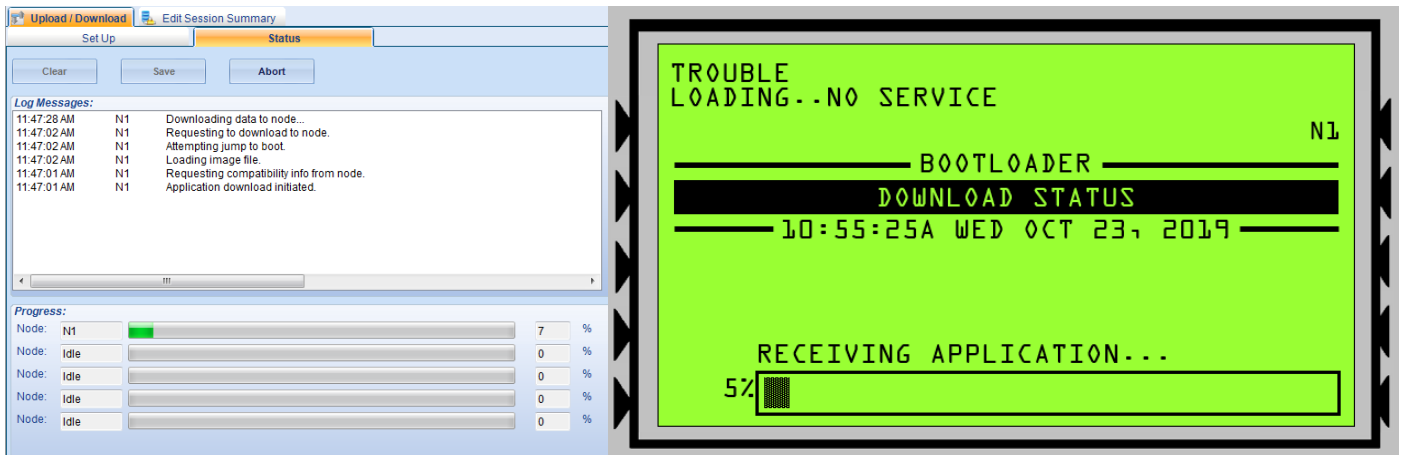 Upload / Download Edit Session Summary
Set Up Status
Clear Save Abort
Log Messages:
11:47:28 AM N1 Downloading data to node...
11:47:02 AM N1 Requesting to download to node.
11:47:02 AM N1 Attempting jump to boot.
11:47:02 AM N1 Loading image file.
11:47:01 AM N1 Requesting compatibility info from node.
11:47:01 AM N1 Application download initiated.
Progress:
Node: N1 7 %
Node: Idle 0 %
Node: Idle 0 %
Node: Idle 0 %
Node: Idle 0 %
TROUBLE
LOADING..NO SERVICE
N1
BOOTLOADER
DOWNLOAD STATUS
10:55:25A WED OCT 23, 2019
RECEIVING APPLICATION...
5%